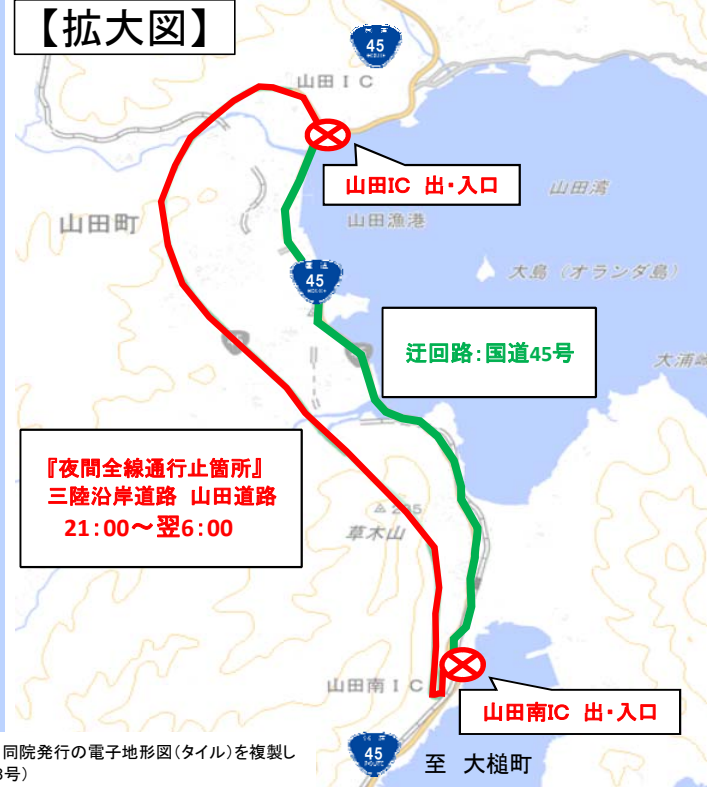 【拡大図】
45
山田IC
山田IC 出・入口
山田湾
山田町
山田漁港
大島(オランダ島)
45
迂回路:国道45号
大浦崎
『夜間全線通行止箇所』
三陸沿岸道路 山田道路
21:00～翌6:00
草木山
山田南IC
山田南IC 出・入口
同院発行の電子地形図(タイル)を複製し
号)
45
至 大槌町